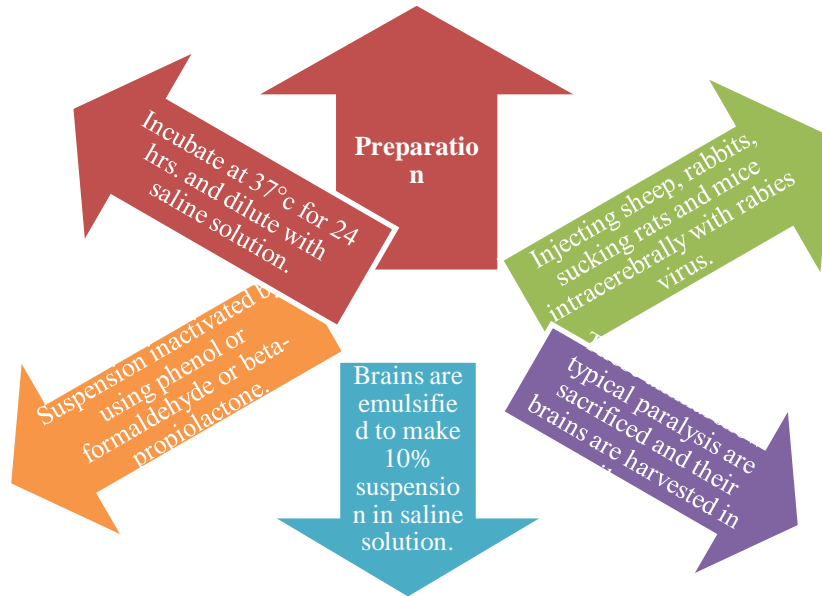 Preparatio
n
Injecting sheep, rabbits,
sucking rats and mice
intracerebrally with rabies
virus.
typical paralysis are
sacrificed and their
brains are harvested in
Brains are
emulsifie
d to make
10%
suspensio
n in saline
solution.
Suspension inactivated by
using phenol or
formaldehyde or beta-
propiolactone.
Incubate at 37°c for 24
hrs. and dilute with
saline solution.